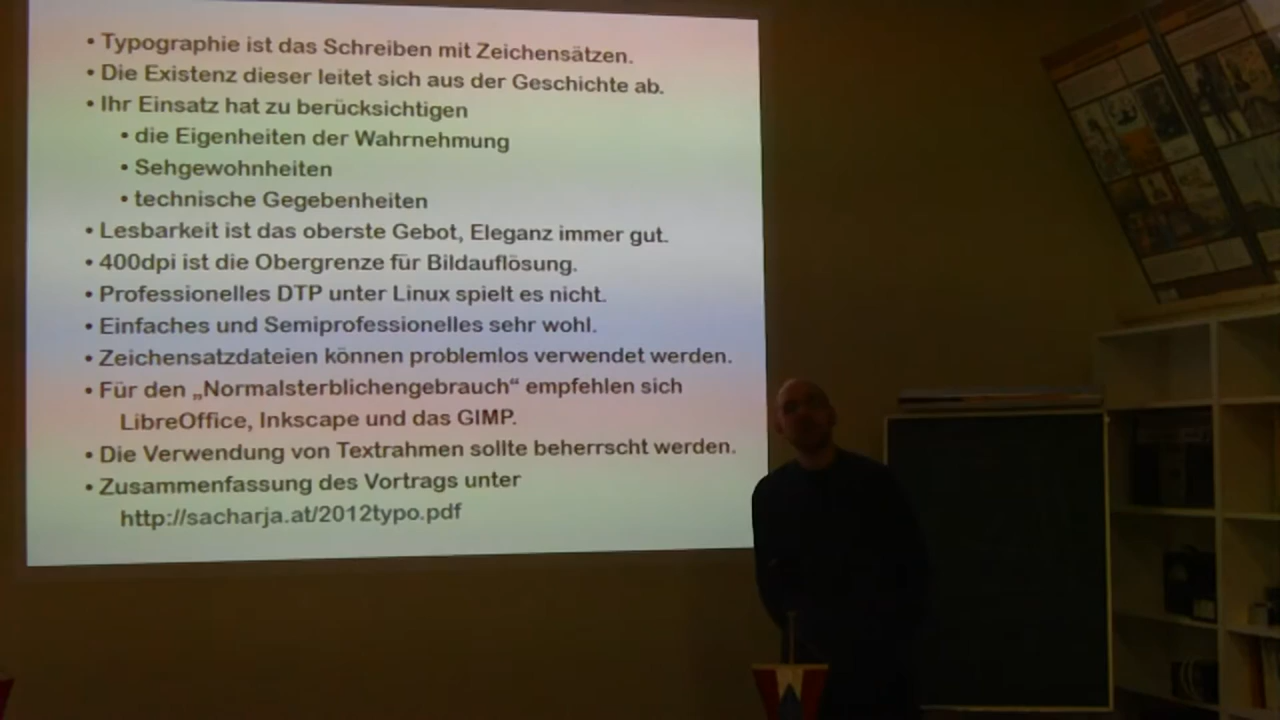 • Typographie ist das Schreiben mit Zeichensätzen.
• Die Existenz dieser leitet sich aus der Geschichte ab.
• Ihr Einsatz hat zu berücksichtigen
• die Eigenheiten der Wahrnehmung
• Sehgewohnheiten
• technische Gegebenheiten
• Lesbarkeit ist das oberste Gebot, Eleganz immer gut.
• 400dpi ist die Obergrenze für Bildauflösung.
• Professionelles DTP unter Linux spielt es nicht.
• Einfaches und Semiprofessionelles sehr wohl.
• Zeichensatzdateien können problemlos verwendet werden.
• Für den „Normalsterblichengebrauch“ empfehlen sich
LibreOffice, Inkscape und das GIMP.
• Die Verwendung von Textrahmen sollte beherrscht werden.
• Zusammenfassung des Vortrags unter
http://sacharja.at/2012typo.pdf